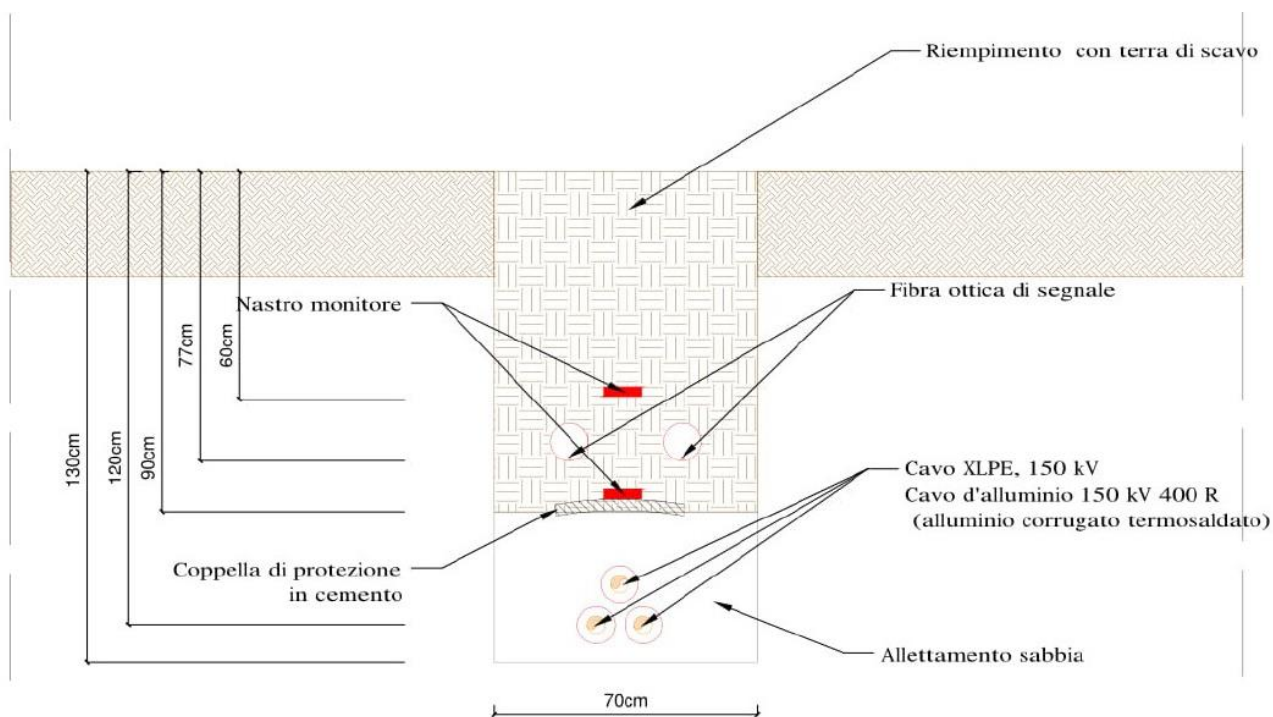 Riempimento con terra di scavo
Nastro monitore
Fibra ottica di segnale
60cm
77cm
90cm
120cm
130cm
Cavo XLPE, 150 kV
Cavo d'alluminio 150 kV 400 R
(alluminio corrugato termosaldato)
Coppella di protezione
in cemento
Allettamento sabbia
70cm